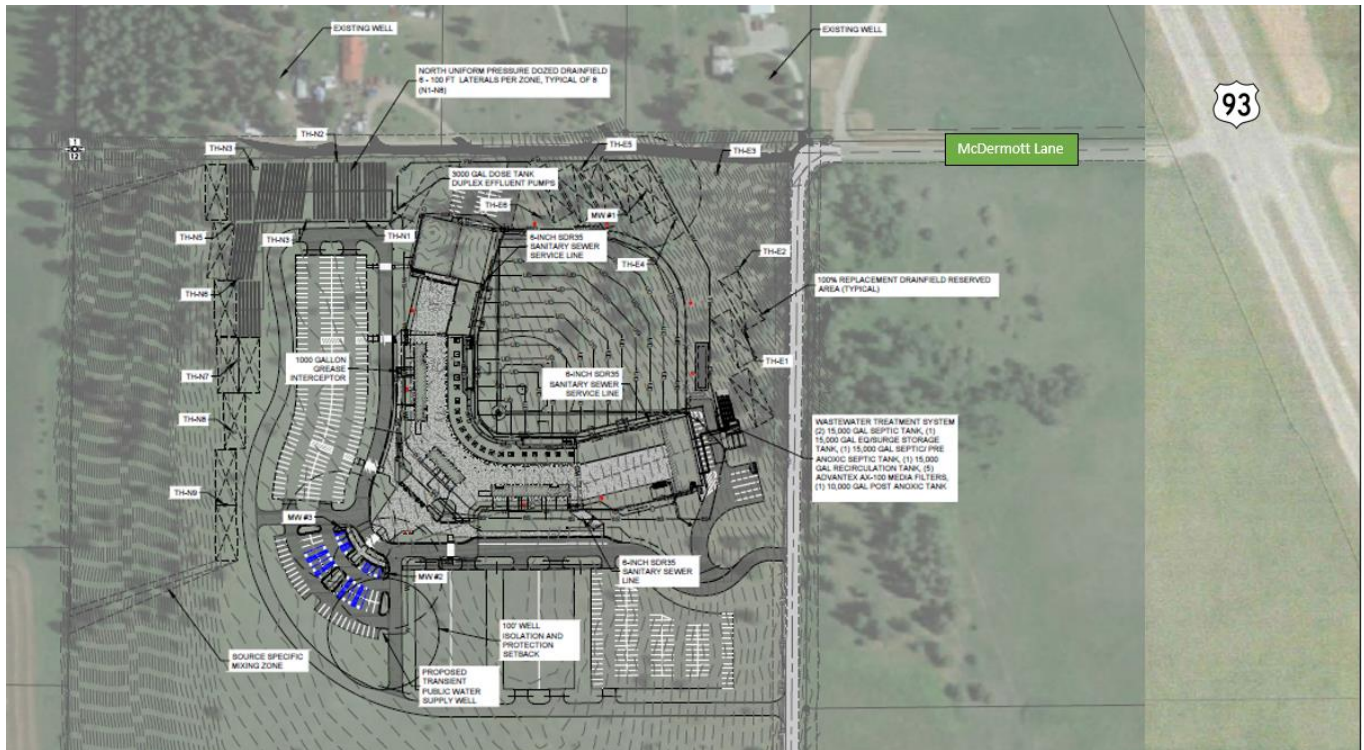 EXISTING WELL
EXISTING WELL
NORTH UNIFORM PRESSURE DOZED DRAINFIELD
6 - 100 FT LATERALS PER ZONE, TYPICAL OF 8
(N1-N8)
93
1
12
TH-N2
TH-N3
TH-E5
TH-E3
McDermott Lane
3000 GAL DOSE TANK
DUPLEX EFFLUENT PUMPS
TH-E6
MW #1
TH-N5
TH-N3
TH-N1
6-INCH SDR35
SANITARY SEWER
SERVICE LINE
TH-E4
TH-E2
TH-N6
100% REPLACEMENT DRAINFIELD RESERVED
AREA (TYPICAL)
1000 GALLON
GREASE
INTERCEPTOR
TH-E1
TH-N7
6-INCH SDR35
SANITARY SEWER
SERVICE LINE
TH-N8
WASTEWATER TREATMENT SYSTEM
(2) 15,000 GAL SEPTIC TANK, (1)
15,000 GAL EQ/SURGE STORAGE
TANK, (1) 15,000 GAL SEPTIC/ PRE
ANOXIC SEPTIC TANK, (1) 15,000
GAL RECIRCULATION TANK, (5)
ADVANTEX AX-100 MEDIA FILTERS,
(1) 10,000 GAL POST ANOXIC TANK
TH-N9
MW #3
6-INCH SDR35
SANITARY SEWER
LINE
MW #2
100' WELL
ISOLATION AND
PROTECTION
SETBACK
SOURCE SPECIFIC
MIXING ZONE
PROPOSED
TRANSIENT
PUBLIC WATER
SUPPLY WELL